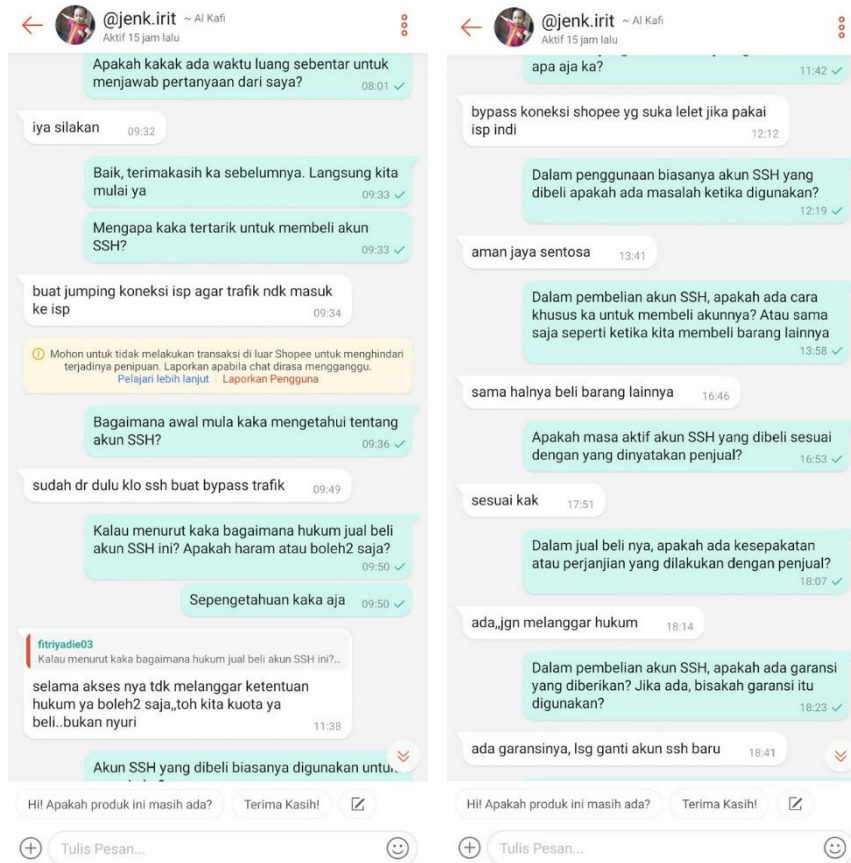 @jenk.irit ~ Al Kafi
Aktif 15 jam lalu
Apakah kakak ada waktu luang sebentar untuk
menjawab pertanyaan dari saya?
08:01
iya silakan
09:32
Baik, terimakasih ka sebelumnya. Langsung kita
mulai ya
09:33
Mengapa kaka tertarik untuk membeli akun
SSH?
09:33
buat jumping koneksi isp agar trafik ndk masuk
ke isp
09:34
Mohon untuk tidak melakukan transaksi di luar Shopee untuk menghindari
terjadinya penipuan. Laporkan apabila chat dirasa mengganggu.
Pelajari lebih lanjut Laporkan Pengguna
Bagaimana awal mula kaka mengetahui tentang
akun SSH?
09:36
sudah dr dulu klo ssh buat bypass trafik
09:49
Kalau menurut kaka bagaimana hukum jual beli
akun SSH ini? Apakah haram atau boleh2 saja?
09:50
Sepengetahuan kaka aja
09:50
fitriyadie03
Kalau menurut kaka bagaimana hukum jual beli akun SSH ini?...
selama akses nya tdk melanggar ketentuan
hukum ya boleh2 saja,,toh kita kuota ya
beli..bukan nyuri
11:38
Akun SSH yang dibeli biasanya digunakan untuk
Hi! Apakah produk ini masih ada?
Terima Kasih!
Tulis Pesan...
@jenk.irit ~ Al Kafi
Aktif 15 jam lalu
apa aja ka?
11:42
bypass koneksi shopee yg suka lelet jika pakai
isp indi
12:12
Dalam penggunaan biasanya akun SSH yang
dibeli apakah ada masalah ketika digunakan?
12:19
aman jaya sentosa
13:41
Dalam pembelian akun SSH, apakah ada cara
khusus ka untuk membeli akunnya? Atau sama
saja seperti ketika kita membeli barang lainnya
13:58
sama halnya beli barang lainnya
16:46
Apakah masa aktif akun SSH yang dibeli sesuai
dengan yang dinyatakan penjual?
16:53
sesuai kak
17:51
Dalam jual beli nya, apakah ada kesepakatan
atau perjanjian yang dilakukan dengan penjual?
18:07
ada,,jgn melanggar hukum
18:14
Dalam pembelian akun SSH, apakah ada garansi
yang diberikan? Jika ada, bisakah garansi itu
digunakan?
18:23
ada garansinya, lsg ganti akun ssh baru
18:41
Hi! Apakah produk ini masih ada?
Terima Kasih!
Tulis Pesan...